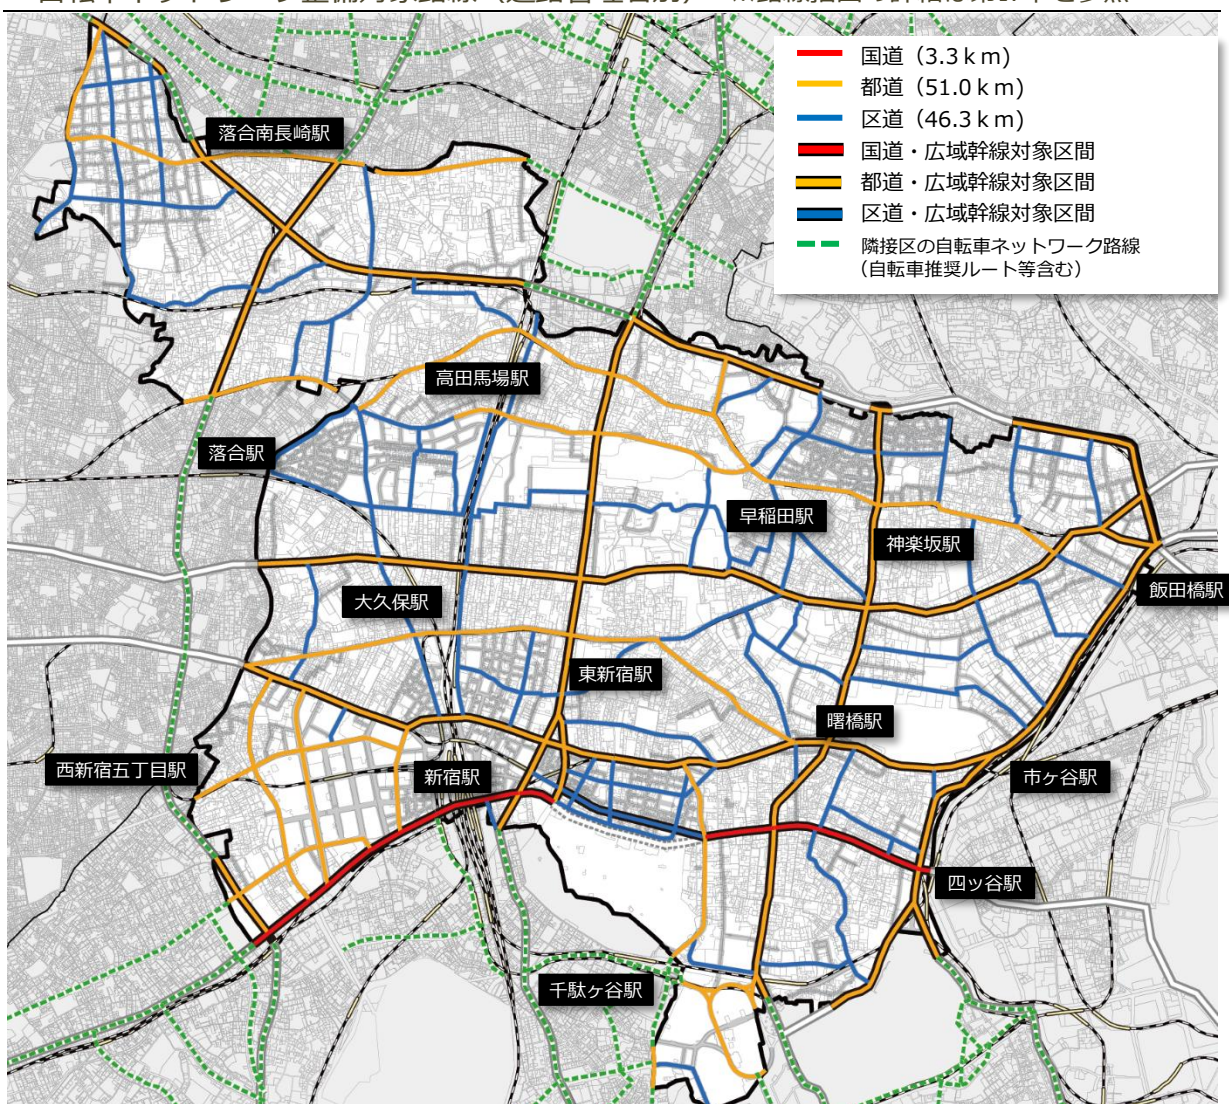 国道（3.3ｋｍ)
都道（51.0ｋｍ)
区道（46.3ｋｍ)
国道・広域幹線対象区間
都道・広域幹線対象区間
区道・広域幹線対象区間
隣接区の自転車ネットワーク路線
（自転車推奨ルート等含む）
落合南長崎駅
高田馬場駅
落合駅
早稲田駅
神楽坂駅
飯田橋駅
大久保駅
東新宿駅
曙橋駅
西新宿五丁目駅
新宿駅
市ヶ谷駅
四ッ谷駅
千駄ヶ谷駅